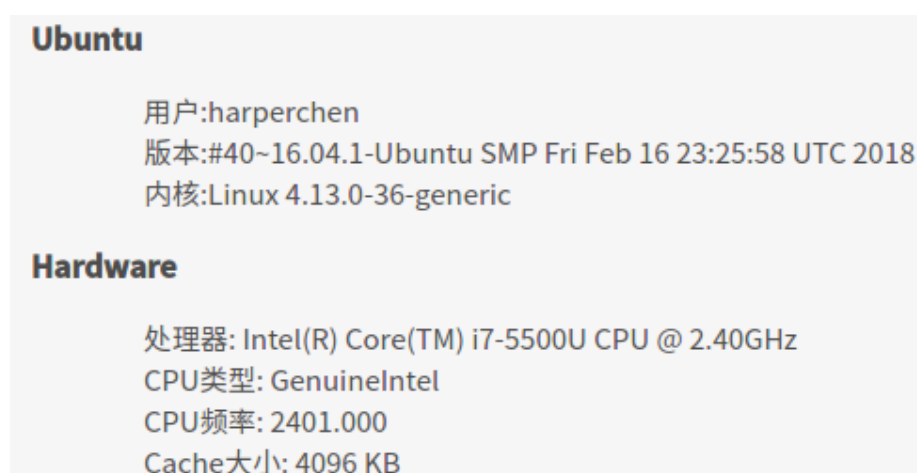 Ubuntu
用户:harperchen
版本:#40~16.04.1-Ubuntu SMP Fri Feb 16 23:25:58 UTC 2018
内核:Linux 4.13.0-36-generic
Hardware
处理器: Intel(R) Core(TM) i7-5500U CPU @ 2.40GHz
CPU类型: GenuineIntel
CPU频率: 2401.000
Cache大小: 4096 KB